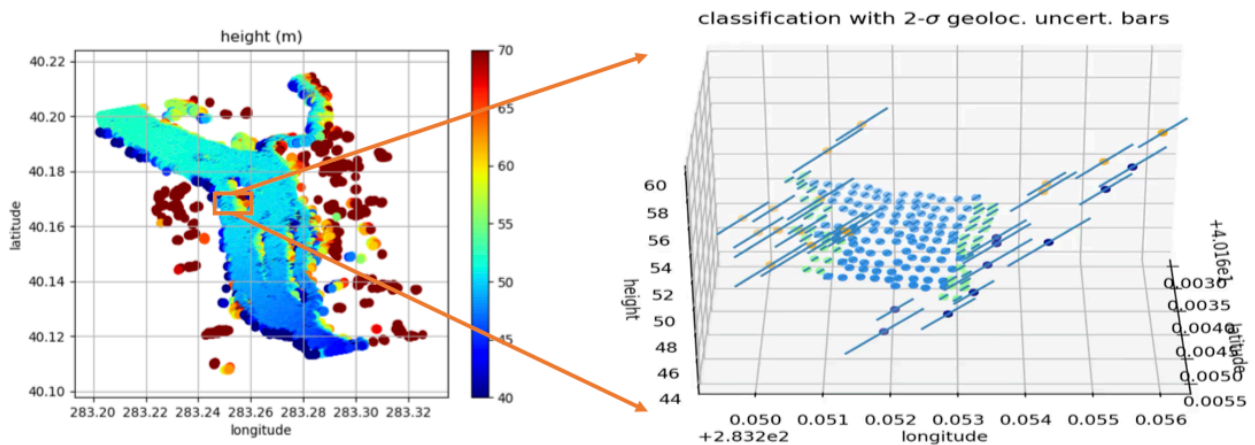 height (m)
40.22
40.20
40.18
40.16
40.14
40.12
40.10
latitude
283.20 283.22 283.24 283.26 283.28 283.30 283.32
longitude
70
65
60
55
50
45
40
classification with 2-σ geoloc. uncert. bars
60
58
56
54
52
50
48
46
44
height
0.050 0.051 0.052 0.053 0.054 0.055 0.056
+2.832e2
longitude
+4.016e1
0.0030
0.0035
0.0040
0.0045
0.0050
0.0055
latitude